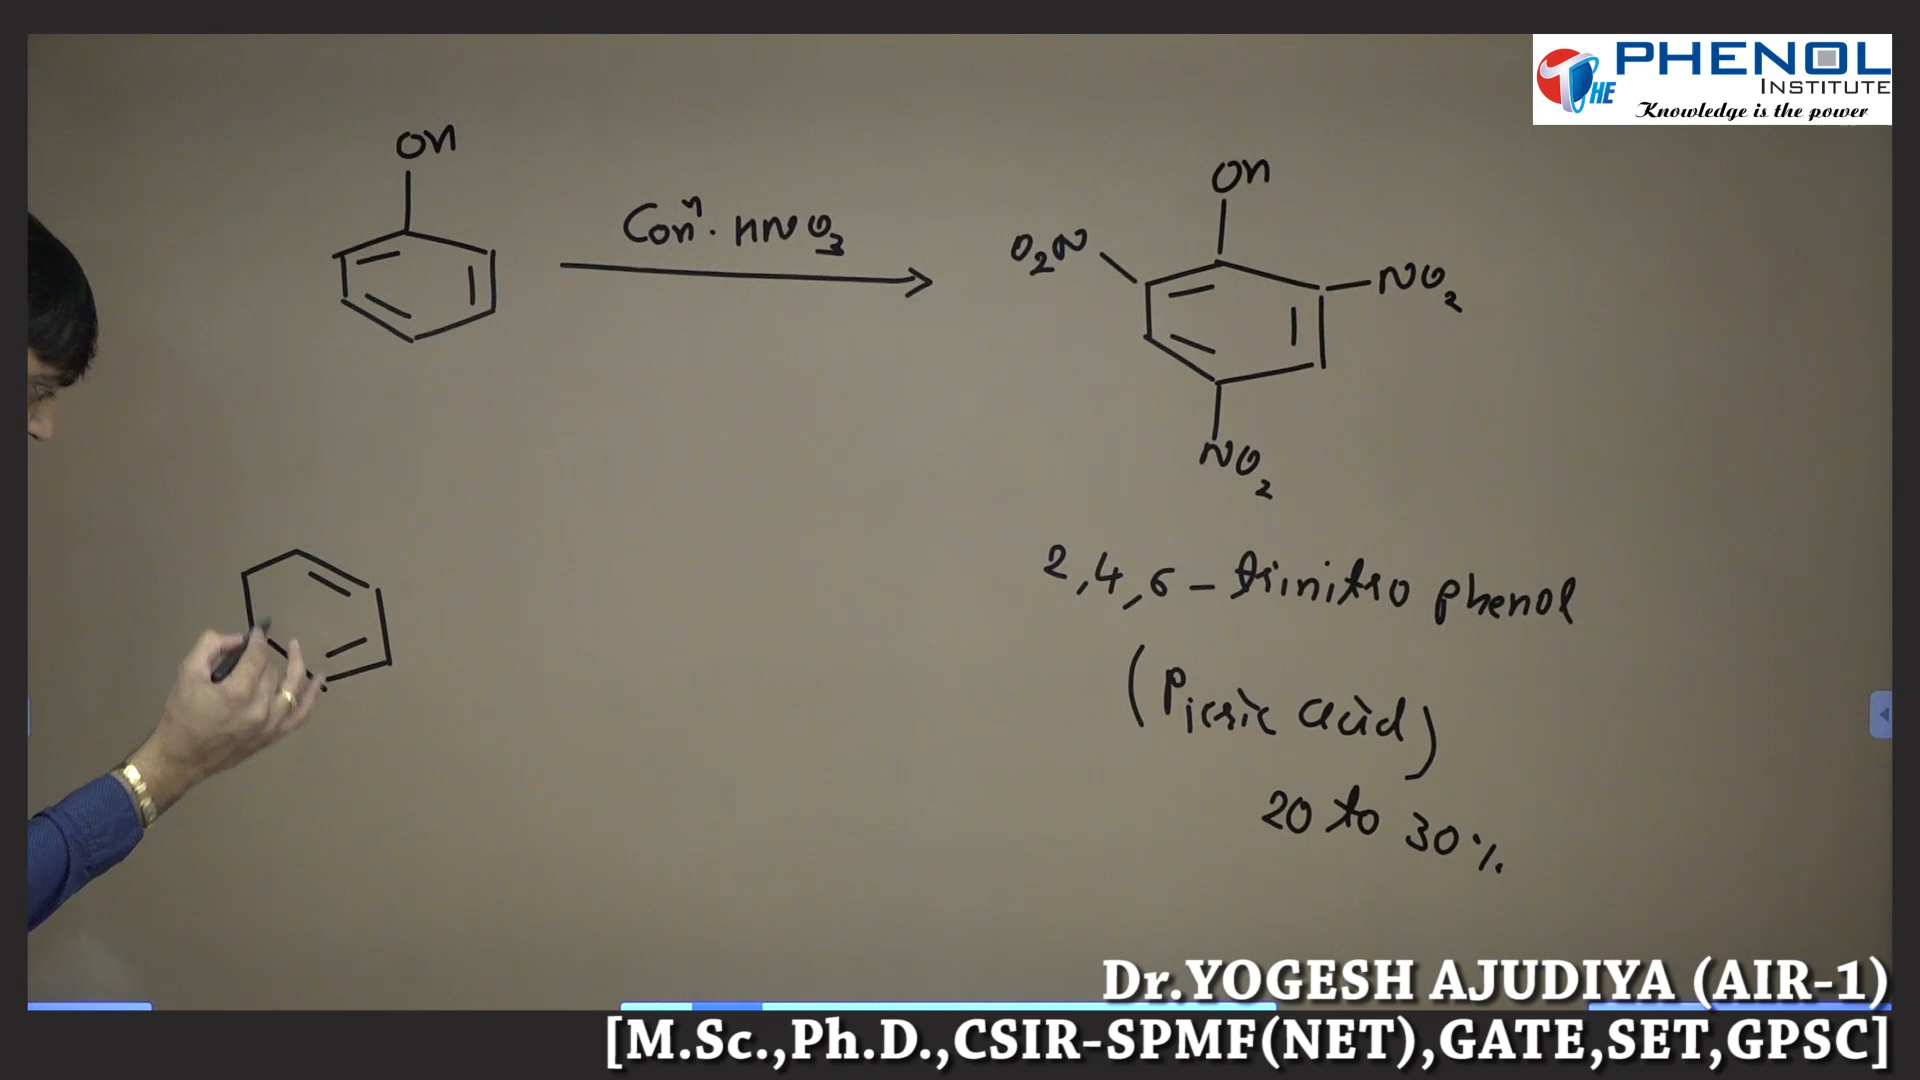 THE PHENOL
INSTITUTE
Knowledge is the power
OH
Conⁿ. HNO3
OH
O2N
NO2
NO2
2,4,6 - trinitro phenol
(Picric acid)
20 to 30%
Dr.YOGESH AJUDIYA (AIR-1)
[M.Sc.,Ph.D.,CSIR-SPMF(NET),GATE,SET,GPSC]